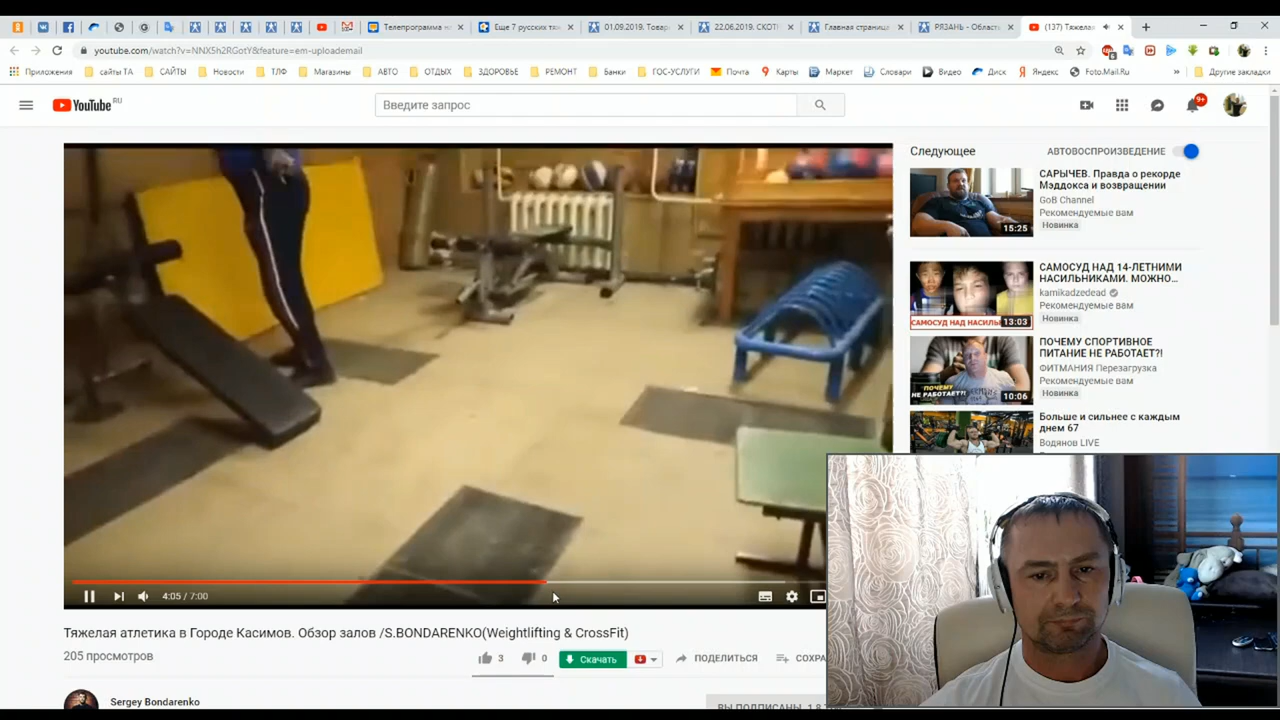 Телепрограмма на
Еще 7 русских тя
01.09.2019. Товар
22.06.2019. СКОТ
Главная страница
РЯЗАНЬ - Област
(137) Тяжела
youtube.com/watch?v=NNX5h2RGotY&feature=em-uploademail
Приложения
сайты ТА
САЙТЫ
Новости
ТЛФ
Магазины
АВТО
ОТДЫХ
ЗДОРОВЬЕ
РЕМОНТ
Банки
ГОС-УСЛУГИ
Почта
Карты
Маркет
Словари
Видео
Диск
Яндекс
Foto.Mail.Ru
»
Другие закладки
YouTube RU
Введите запрос
9+
Следующее
АВТОВОСПРОИЗВЕДЕНИЕ
САРЫЧЕВ. Правда о рекорде
Мэддокса и возвращении
GoB Channel
Рекомендуемые вам
Новинка
15:25
САМОСУД НАД 14-ЛЕТНИМИ
НАСИЛЬНИКАМИ. МОЖНО...
kamikadzedead
Рекомендуемые вам
Новинка
САМОСУД НАД НАСИЛЬ
13:03
ПОЧЕМУ СПОРТИВНОЕ
ПИТАНИЕ НЕ РАБОТАЕТ?!
ФИТМАНИЯ Перезагрузка
Рекомендуемые вам
Новинка
ПОЧЕМУ
НЕ РАБОТАЕТ?!
10:06
Больше и сильнее с каждым
днем 67
Водянов LIVE
4:05 / 7:00
Тяжелая атлетика в Городе Касимов. Обзор залов /S.BONDARENKO(Weightlifting & CrossFit)
205 просмотров
3
0
Скачать
ПОДЕЛИТЬСЯ
СОХРА
Sergey Bondarenko
ВЫ ПОДПИСАНЫ